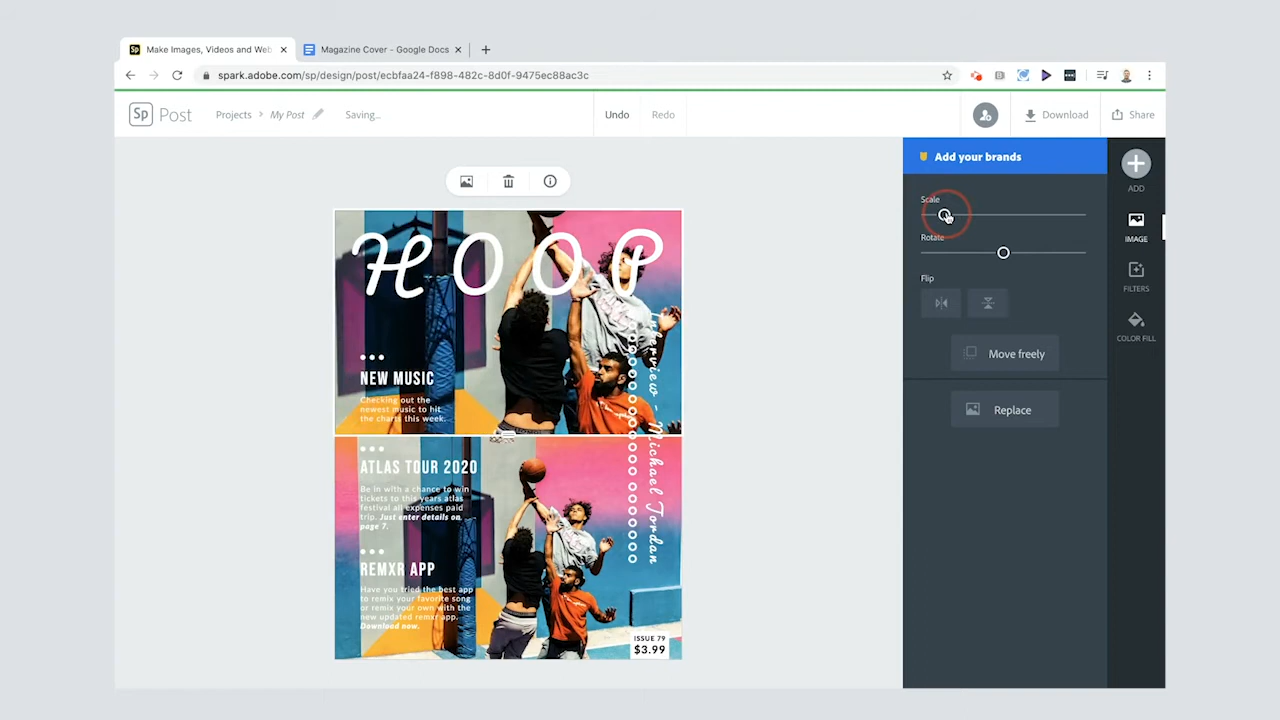 Make Images, Videos and Web
Magazine Cover - Google Docs
spark.adobe.com/sp/design/post/ecbfaa24-f898-482c-8d0f-9475ec88ac3c
Sp Post
Projects > My Post
Saving...
Undo
Redo
Download
Share
Add your brands
Scale
Rotate
Flip
Move freely
Replace
ADD
IMAGE
FILTERS
COLOR FILL
HOOP
NEW MUSIC
Checking out the
newest music to hit
the charts this week.
Interview - Michael Tordan
ATLAS TOUR 2020
Be in with a chance to win
tickets to this years atlas
festival all expenses paid
trip. Just enter details on
page 7.
REMXR APP
Have you tried the best app
to remix your favorite song
or remix your own with the
new updated remxr app.
Download now.
ISSUE 79
$3.99